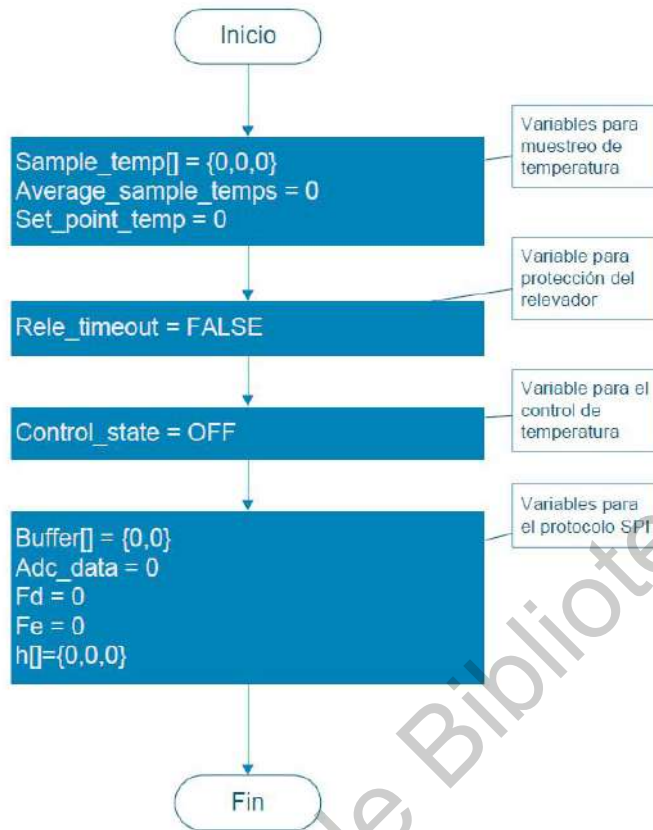 Inicio
Sample_temp[] = {0,0,0}
Average_sample_temps = 0
Set_point_temp = 0
Variables para
muestreo de
temperatura
Rele_timeout = FALSE
Variable para
protección del
relevador
Control_state = OFF
Variable para el
control de
temperatura
Buffer[] = {0,0}
Adc_data = 0
Fd = 0
Fe = 0
h[]={0,0,0}
Variables para
el protocolo SPI
Fin
de Bibliote